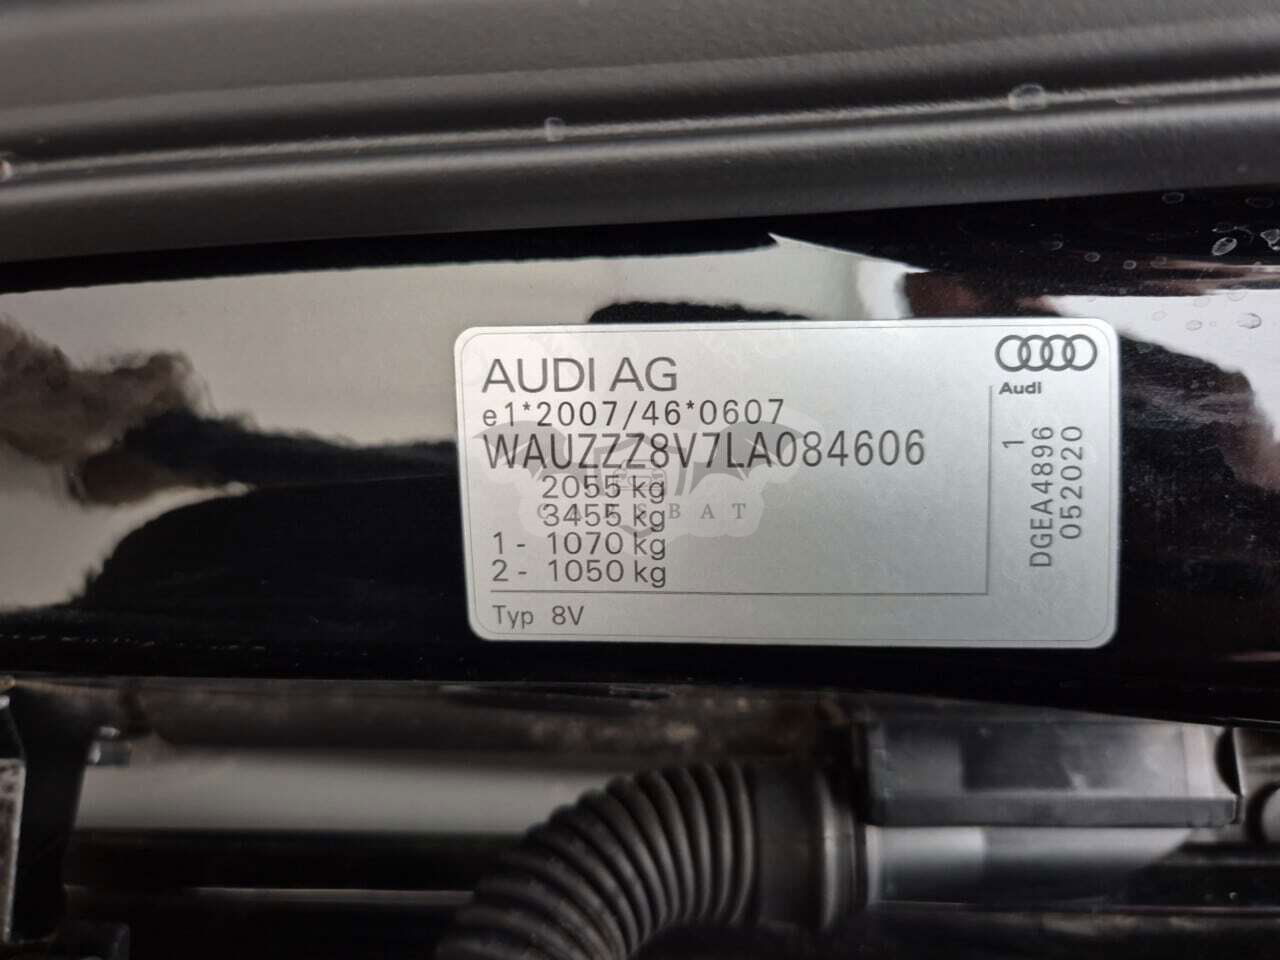 AUDI AG
e1*2007/46*0607
WAUZZZ8V7LA084606
2055 kg
3455 kg
1 - 1070 kg
2 - 1050 kg
Typ 8V
Audi
1
DGEA4896
052020
CARSBAT